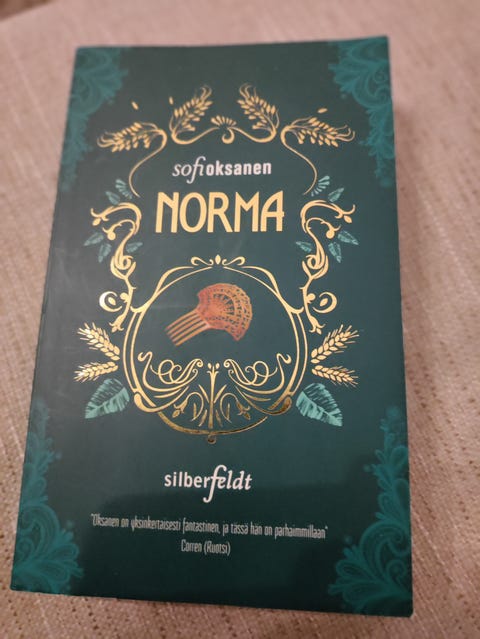 sofioksanen
NORMA
silberfeldt
"Oksanen on yksinkertaisesti fantastinen, ja tässä hän on parhaimmillaan"
Corren (Ruotsi)